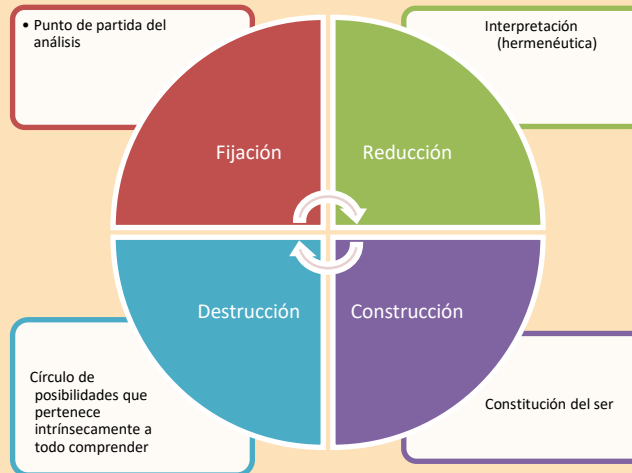 • Punto de partida del
análisis
Interpretación
(hermenéutica)
Fijación
Reducción
Destrucción
Construcción
Círculo de
posibilidades que
pertenece
intrínsecamente a
todo comprender
Constitución del ser